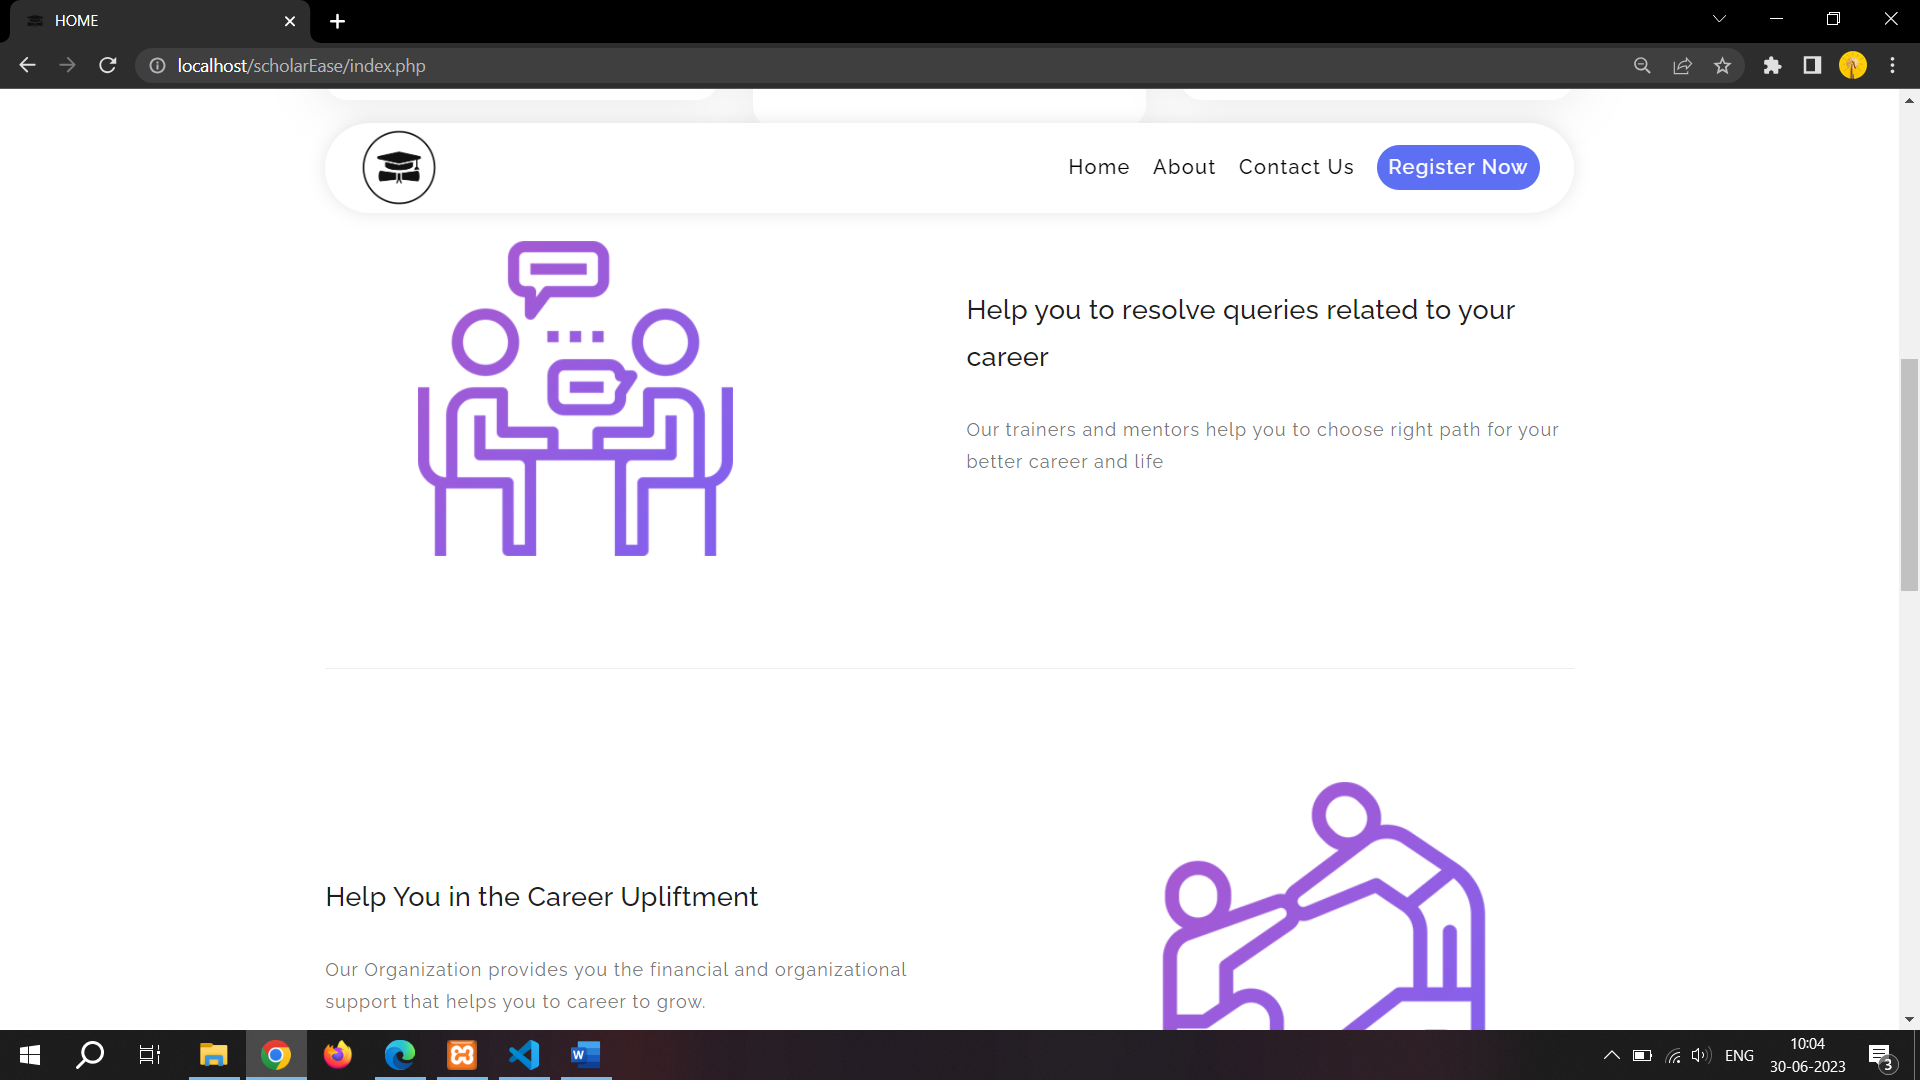 HOME
localhost/scholarEase/index.php
Home About Contact Us Register Now
Help you to resolve queries related to your
career
Our trainers and mentors help you to choose right path for your
better career and life
Help You in the Career Upliftment
Our Organization provides you the financial and organizational
support that helps you to career to grow.
ENG
10:04
30-06-2023
3